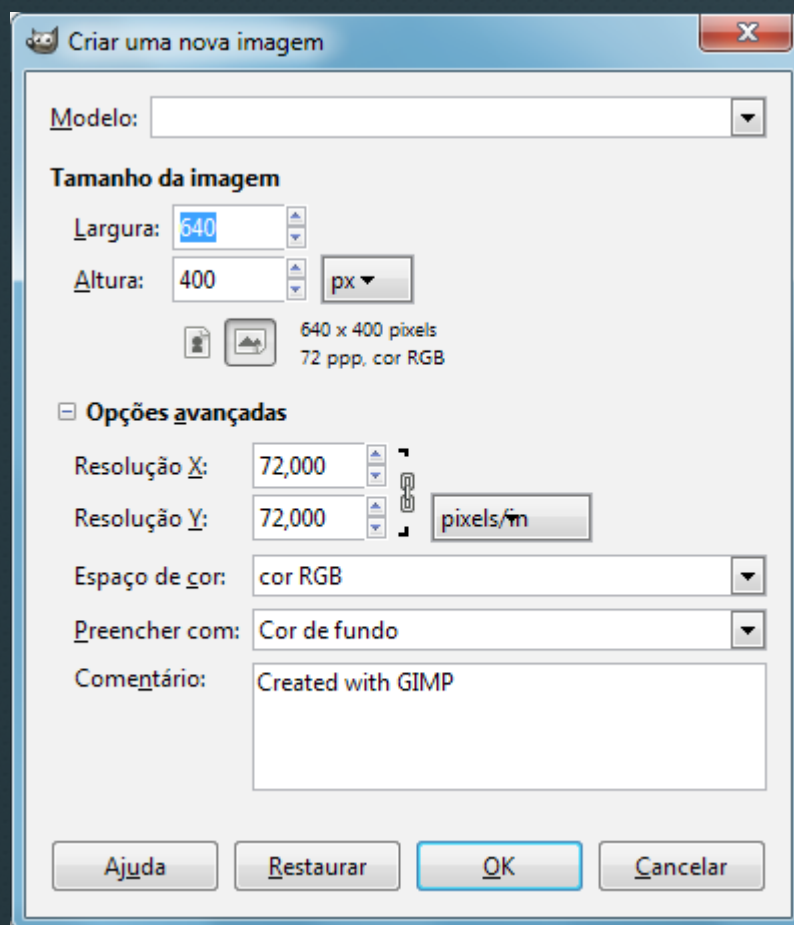 Criar uma nova imagem
Modelo:
Tamanho da imagem
Largura: 640
Altura: 400 px
640 x 400 pixels
72 ppp, cor RGB
Opções avançadas
Resolução X: 72,000
Resolução Y: 72,000 pixels/in
Espaço de cor: cor RGB
Preencher com: Cor de fundo
Comentário: Created with GIMP
Ajuda Restaurar OK Cancelar